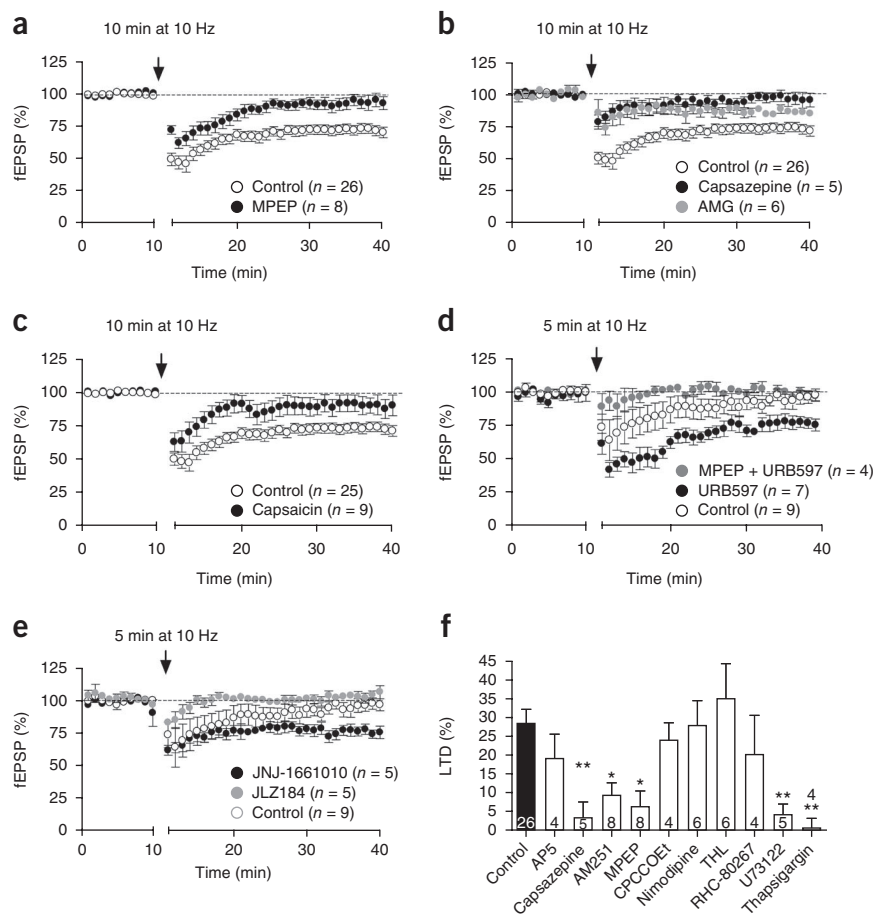 a
10 min at 10 Hz
125
100
75
50
25
0
fEPSP (%)
Control (n = 26)
MPEP (n = 8)
0 10 20 30 40
Time (min)
b
10 min at 10 Hz
125
100
75
50
25
0
fEPSP (%)
Control (n = 26)
Capsazepine (n = 5)
AMG (n = 6)
0 10 20 30 40
Time (min)
c
10 min at 10 Hz
125
100
75
50
25
0
fEPSP (%)
Control (n = 25)
Capsaicin (n = 9)
0 10 20 30 40
Time (min)
d
5 min at 10 Hz
125
100
75
50
25
0
fEPSP (%)
MPEP + URB597 (n = 4)
URB597 (n = 7)
Control (n = 9)
0 10 20 30 40
Time (min)
e
5 min at 10 Hz
125
100
75
50
25
0
fEPSP (%)
JNJ-1661010 (n = 5)
JLZ184 (n = 5)
Control (n = 9)
0 10 20 30 40
Time (min)
f
45
40
35
30
25
20
15
10
5
0
LTD (%)
** * * ** **
26 4 5 8 8 4 6 6 4 5 4
Control
AP5
Capsazepine
AM251
MPEP
CPCCOEt
Nimodipine
THL
RHC-80267
U73122
Thapsigargin